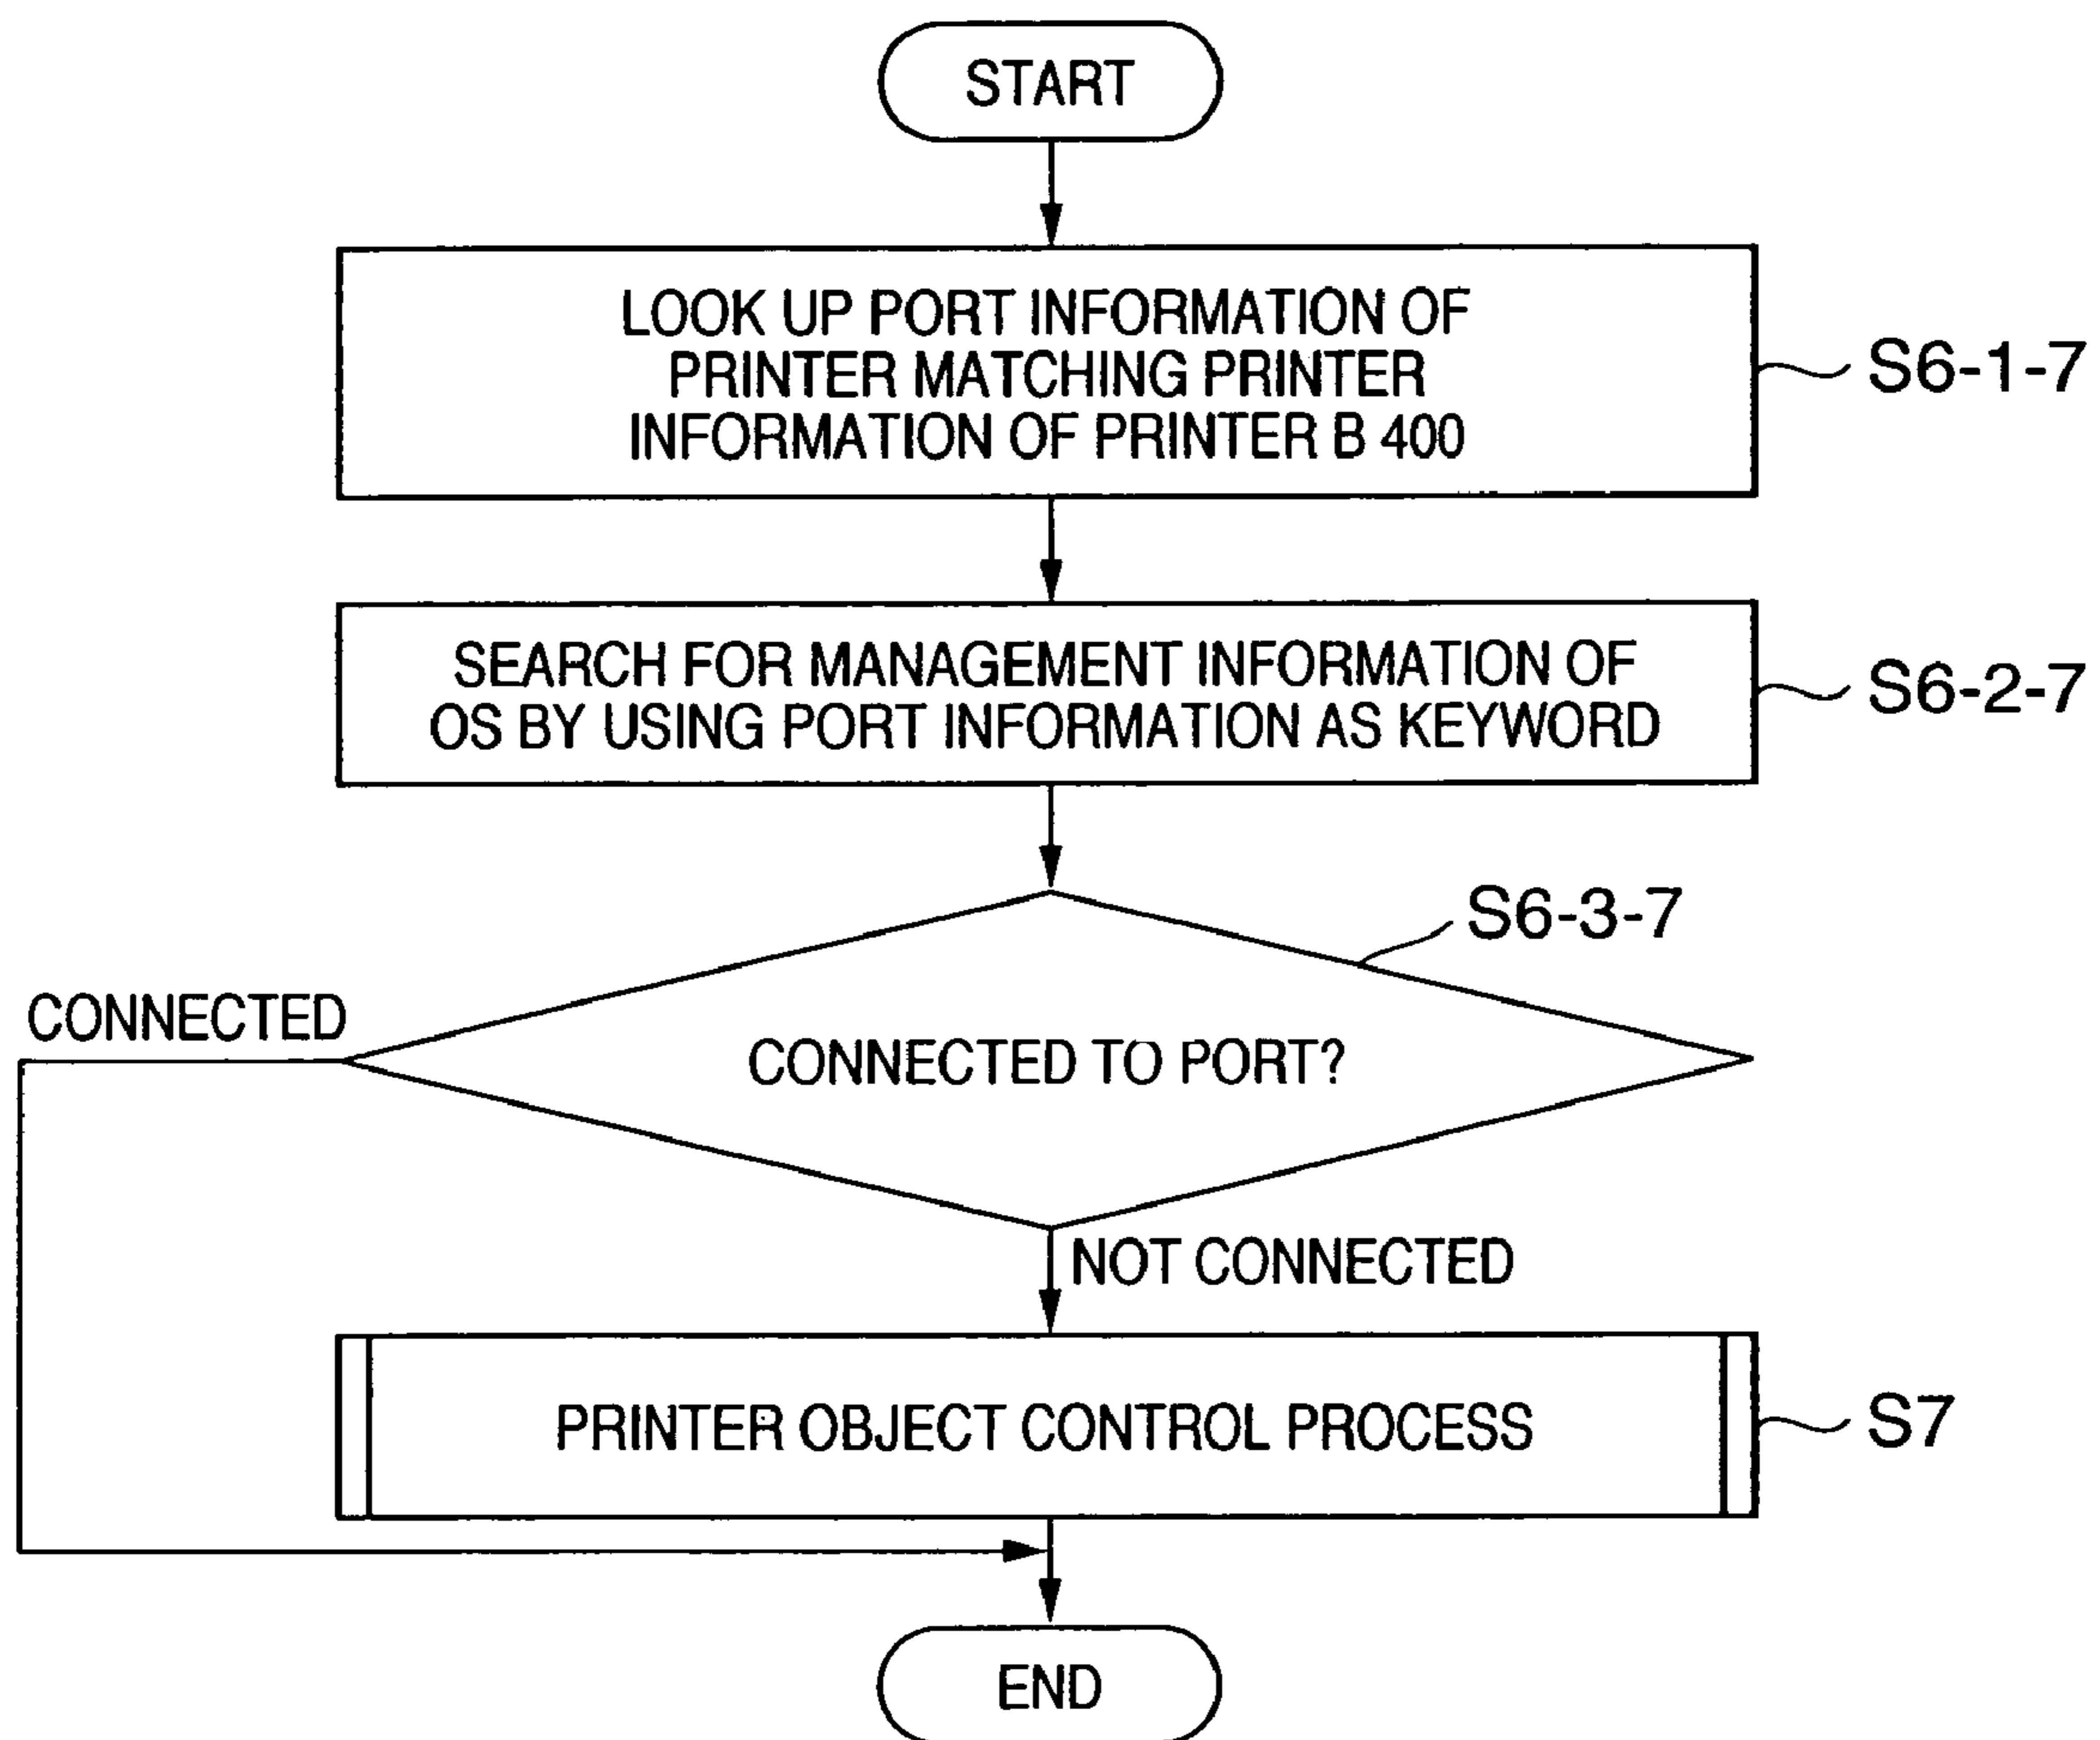 START
LOOK UP PORT INFORMATION OF
PRINTER MATCHING PRINTER
INFORMATION OF PRINTER B 400
S6-1-7
SEARCH FOR MANAGEMENT INFORMATION OF
OS BY USING PORT INFORMATION AS KEYWORD
S6-2-7
S6-3-7
CONNECTED
CONNECTED TO PORT?
NOT CONNECTED
PRINTER OBJECT CONTROL PROCESS
S7
END